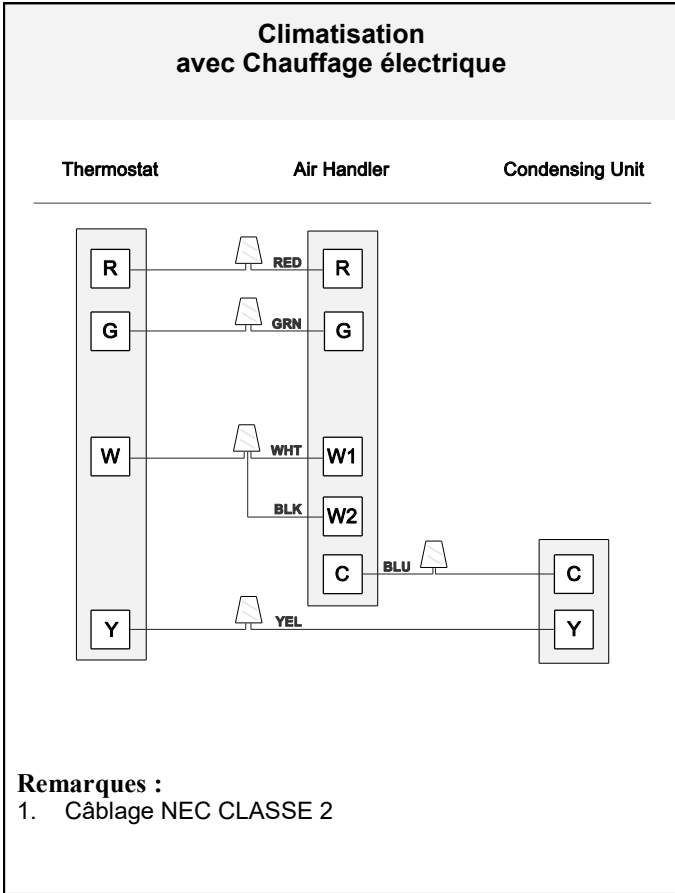 Climatisation
avec Chauffage électrique
Thermostat Air Handler Condensing Unit
R RED R
G GRN G
W WHT W1
BLK W2
C BLU C
Y YEL Y
Remarques :
1. Câblage NEC CLASSE 2